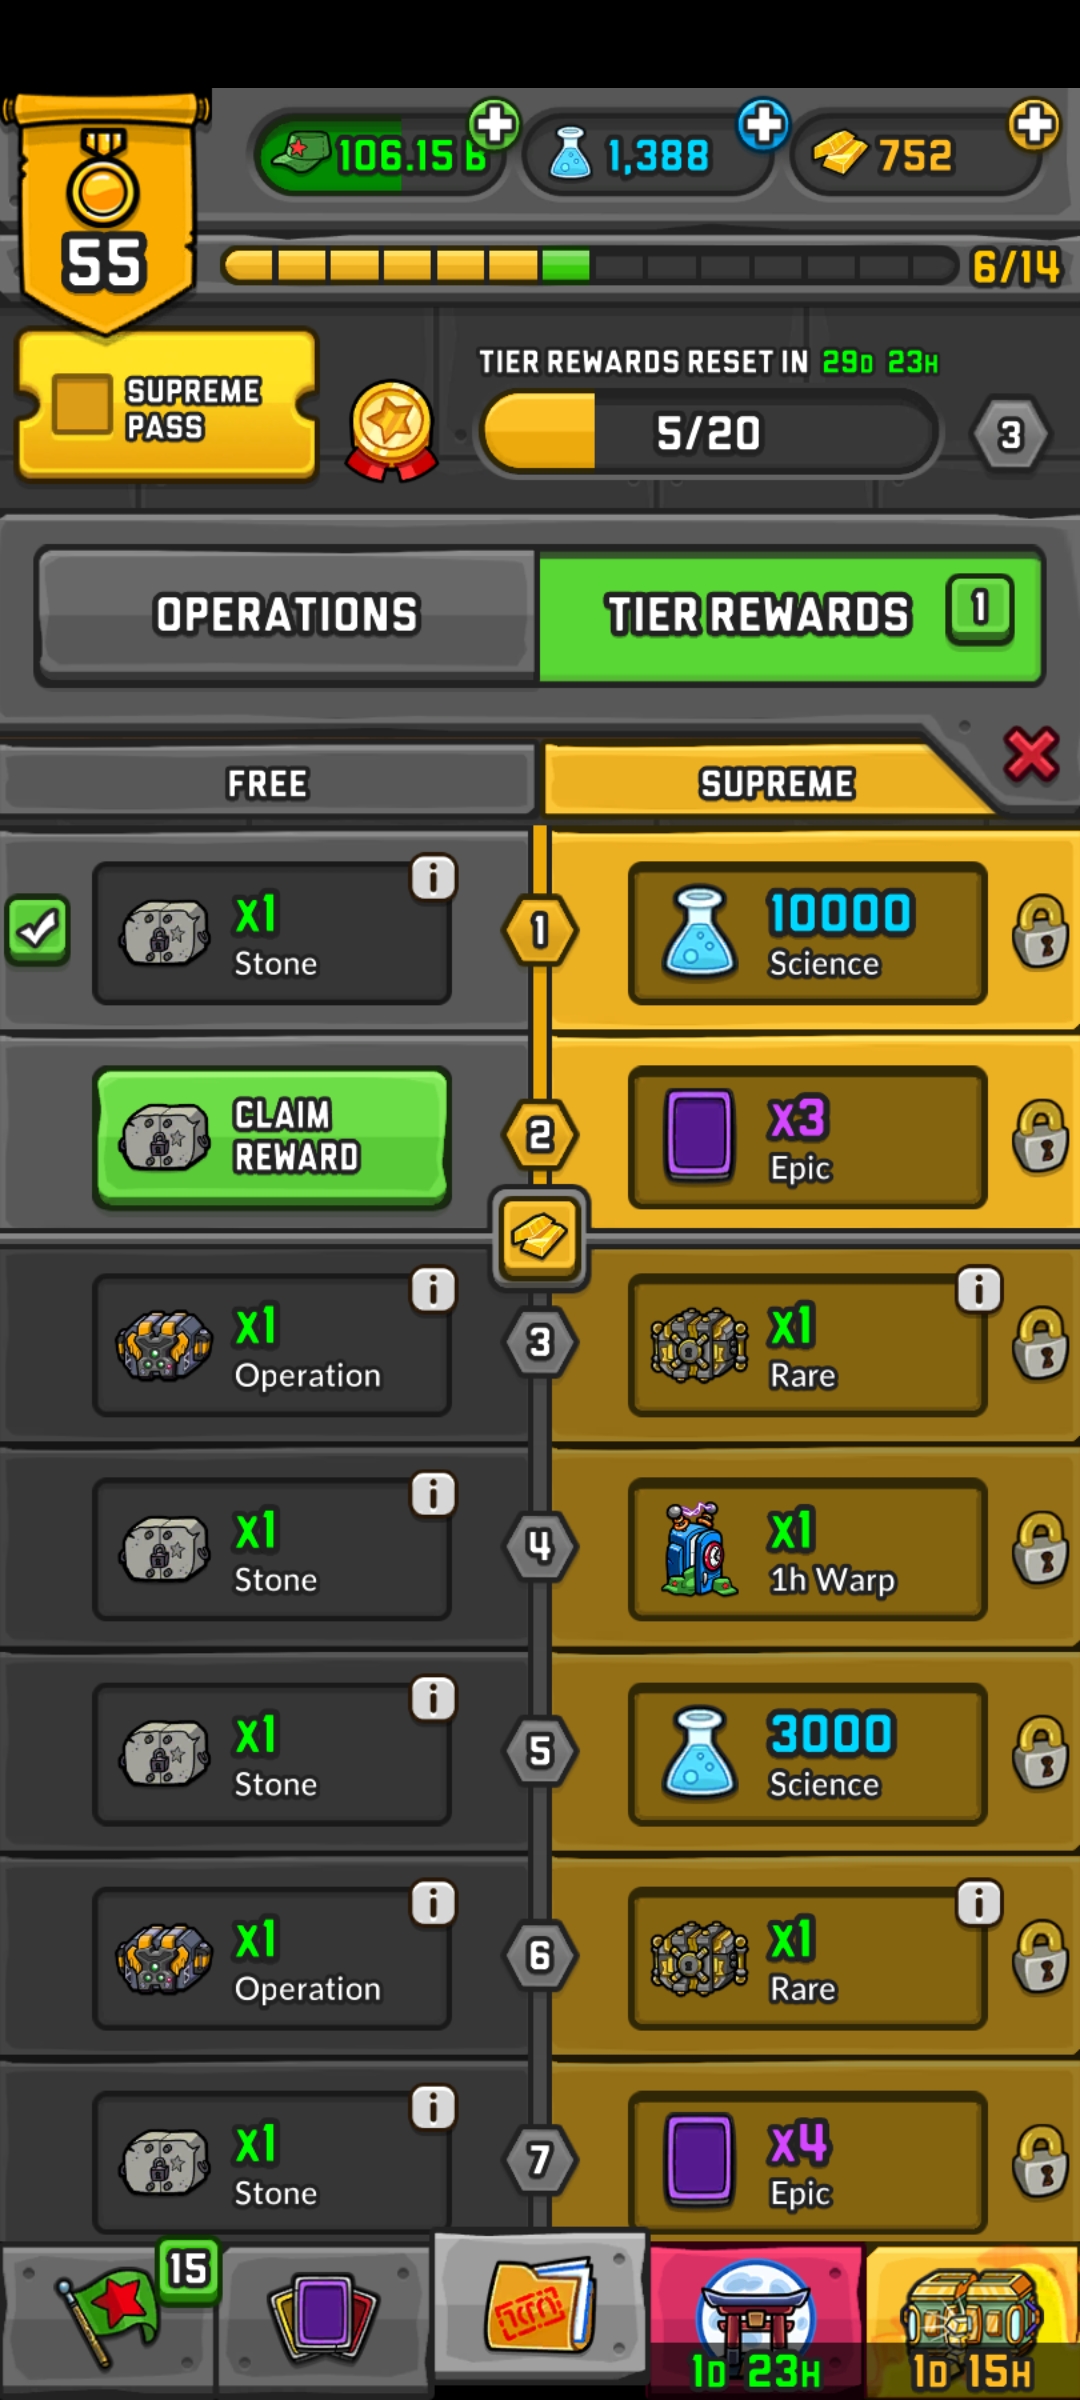 106.15 B
1,388
752
55
6/14
SUPREME
PASS
TIER REWARDS RESET IN 29D 23H
5/20
3
OPERATIONS
TIER REWARDS
1
FREE
SUPREME
x1
Stone
1
10000
Science
CLAIM
REWARD
2
x3
Epic
x1
Operation
3
x1
Rare
x1
Stone
4
x1
1h Warp
x1
Stone
5
3000
Science
x1
Operation
6
x1
Rare
x1
Stone
7
x4
Epic
15
1D 23H
1D 15H